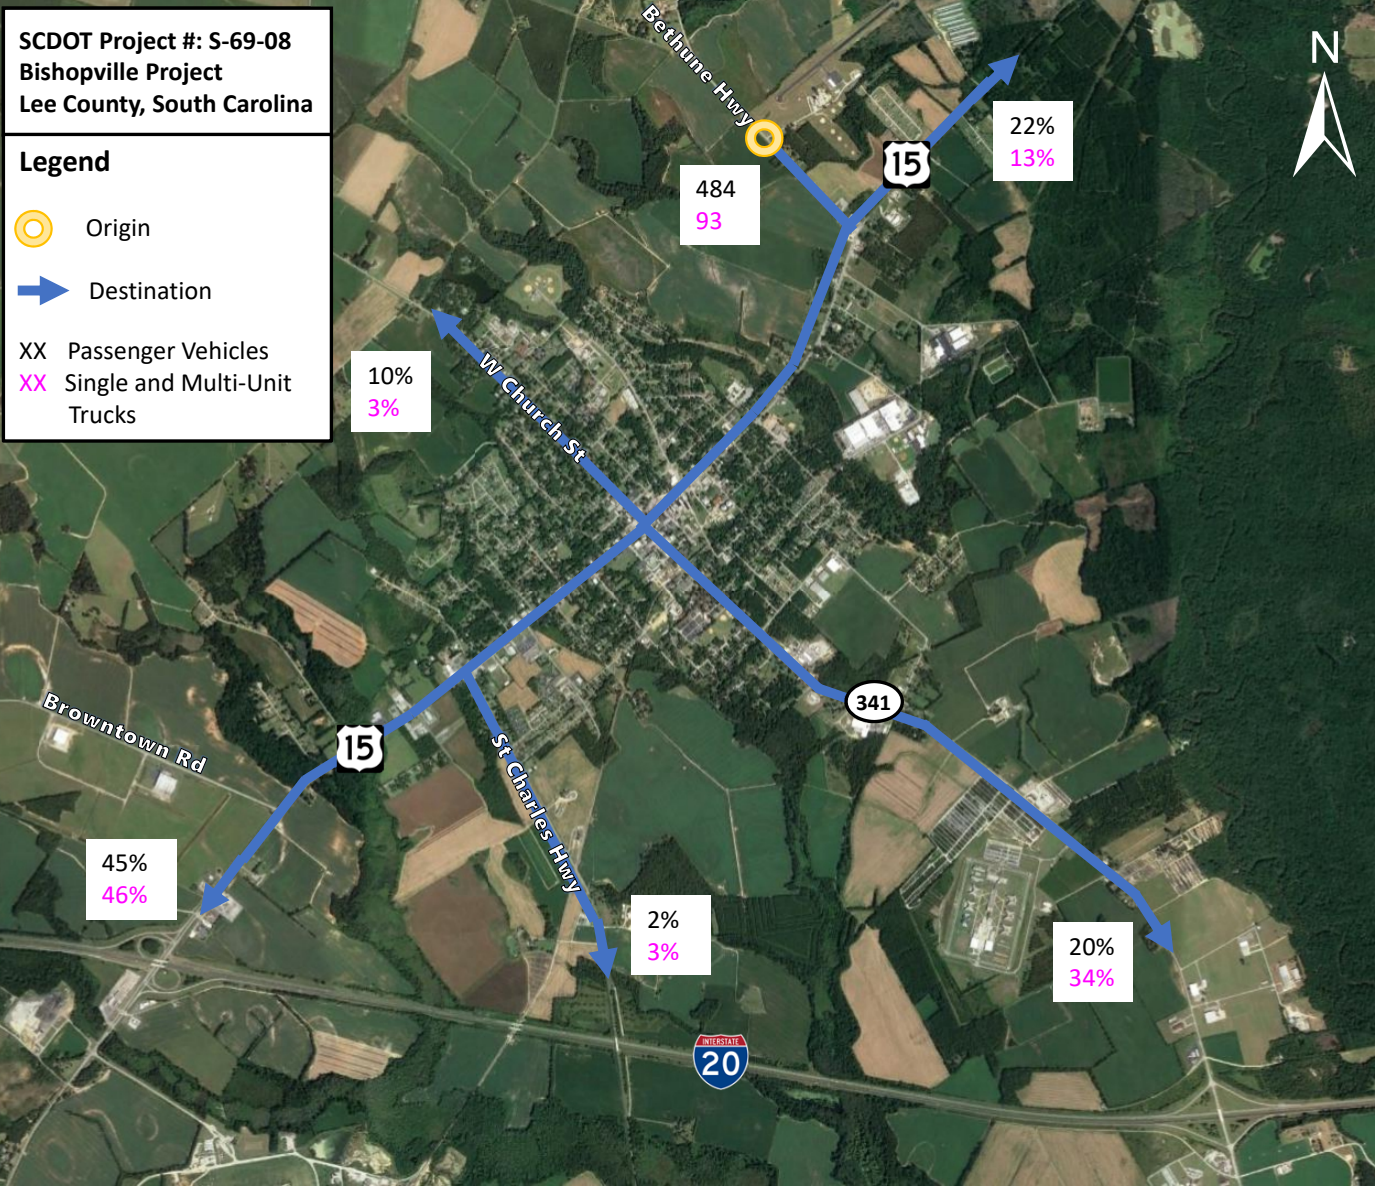 SCDOT Project #: S-69-08
Bishopville Project
Lee County, South Carolina
Legend
Origin
Destination
XX Passenger Vehicles
XX Single and Multi-Unit
Trucks
Bethune Hwy
N
22%
13%
15
484
93
10%
3%
W Church St
341
Browntown Rd
15
St Charles Hwy
45%
46%
2%
3%
20%
34%
INTERSTATE
20